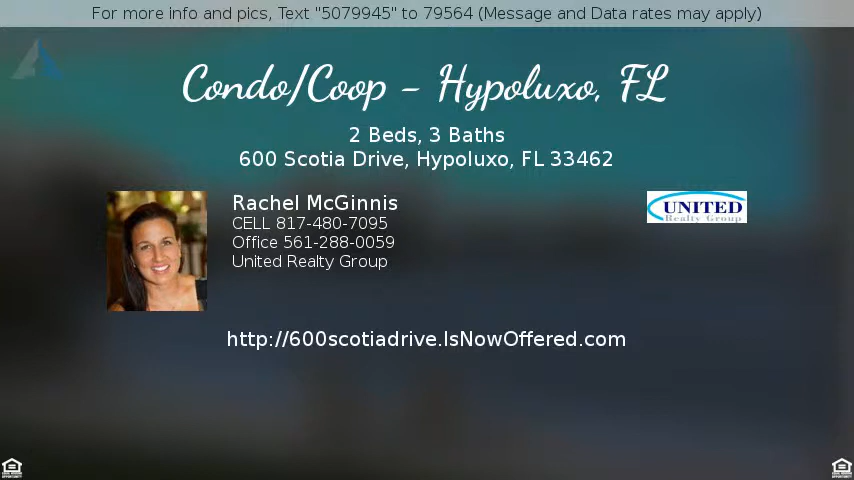 For more info and pics, Text "5079945" to 79564 (Message and Data rates may apply)
Condo/Coop - Hypoluxo, FL
2 Beds, 3 Baths
600 Scotia Drive, Hypoluxo, FL 33462
Rachel McGinnis
CELL 817-480-7095
Office 561-288-0059
United Realty Group
UNITED
Realty Group
http://600scotiadrive.IsNowOffered.com